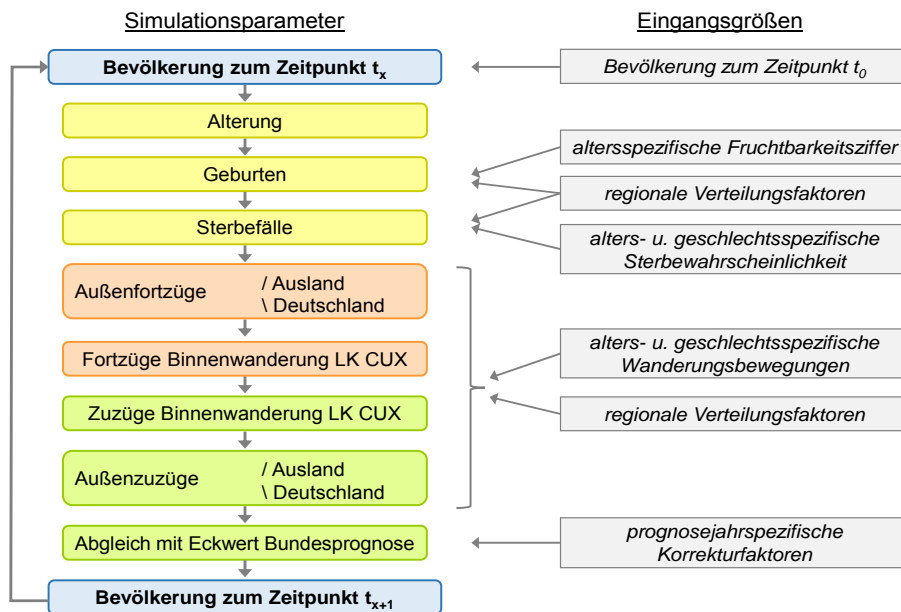 Simulationsparameter
Eingangsgrößen
Bevölkerung zum Zeitpunkt tx
Bevölkerung zum Zeitpunkt t0
Alterung
altersspezifische Fruchtbarkeitsziffer
Geburten
regionale Verteilungsfaktoren
Sterbefälle
alters- u. geschlechtsspezifische
Sterbewahrscheinlichkeit
Außenfortzüge / Ausland
\ Deutschland
Fortzüge Binnenwanderung LK CUX
alters- u. geschlechtsspezifische
Wanderungsbewegungen
Zuzüge Binnenwanderung LK CUX
regionale Verteilungsfaktoren
Außenzuzüge / Ausland
\ Deutschland
Abgleich mit Eckwert Bundesprognose
prognosejahrspezifische
Korrekturfaktoren
Bevölkerung zum Zeitpunkt tx+1